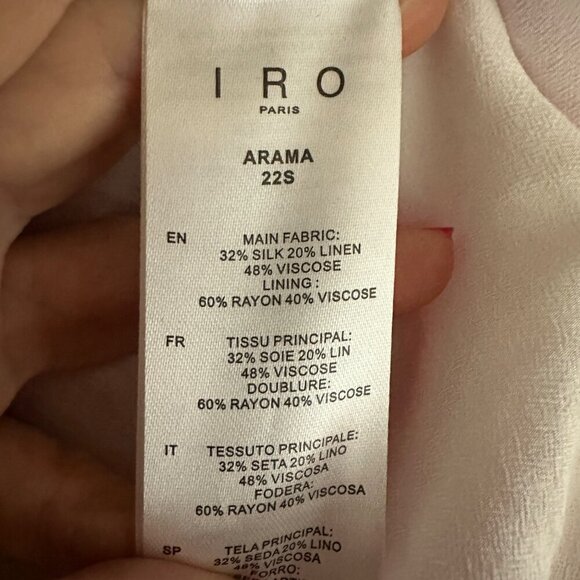 IRO
PARIS
ARAMA
22S
EN MAIN FABRIC:
32% SILK 20% LINEN
48% VISCOSE
LINING :
60% RAYON 40% VISCOSE
FR TISSU PRINCIPAL:
32% SOIE 20% LIN
48% VISCOSE
DOUBLURE:
60% RAYON 40% VISCOSE
IT TESSUTO PRINCIPALE:
32% SETA 20% LINO
48% VISCOSA
FODERA:
60% RAYON 40% VISCOSA
SP TELA PRINCIPAL:
32% SEDA 20% LINO
48% VISCOSA
FORRO: